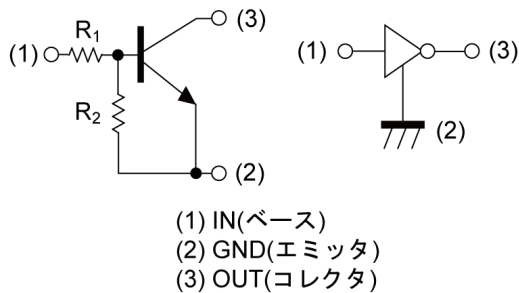 (1) R1 (3) (1) (3)
R2 (2)
(2)
(1) IN(ベース)
(2) GND(エミッタ)
(3) OUT(コレクタ)